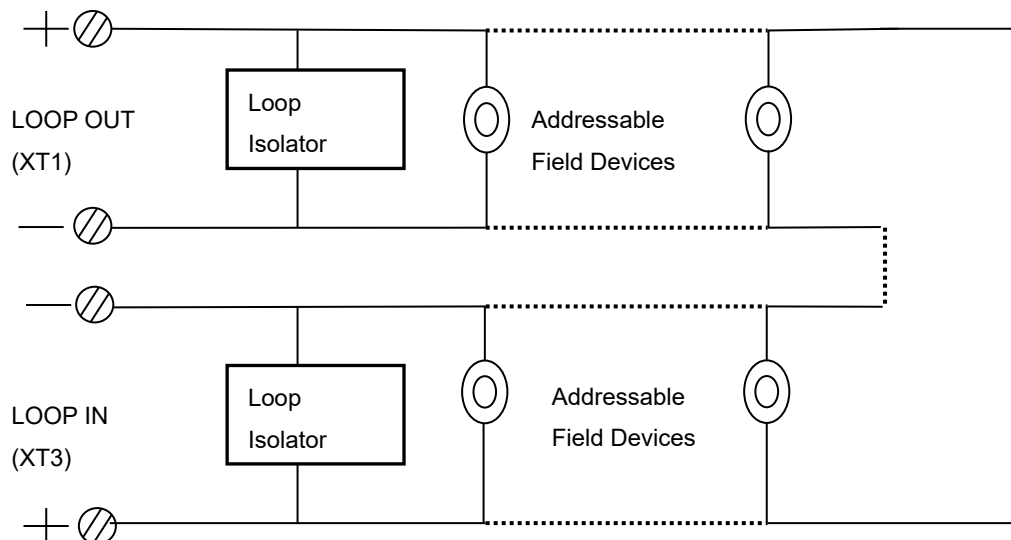 LOOP OUT
(XT1)
Loop
Isolator
Addressable
Field Devices
LOOP IN
(XT3)
Loop
Isolator
Addressable
Field Devices